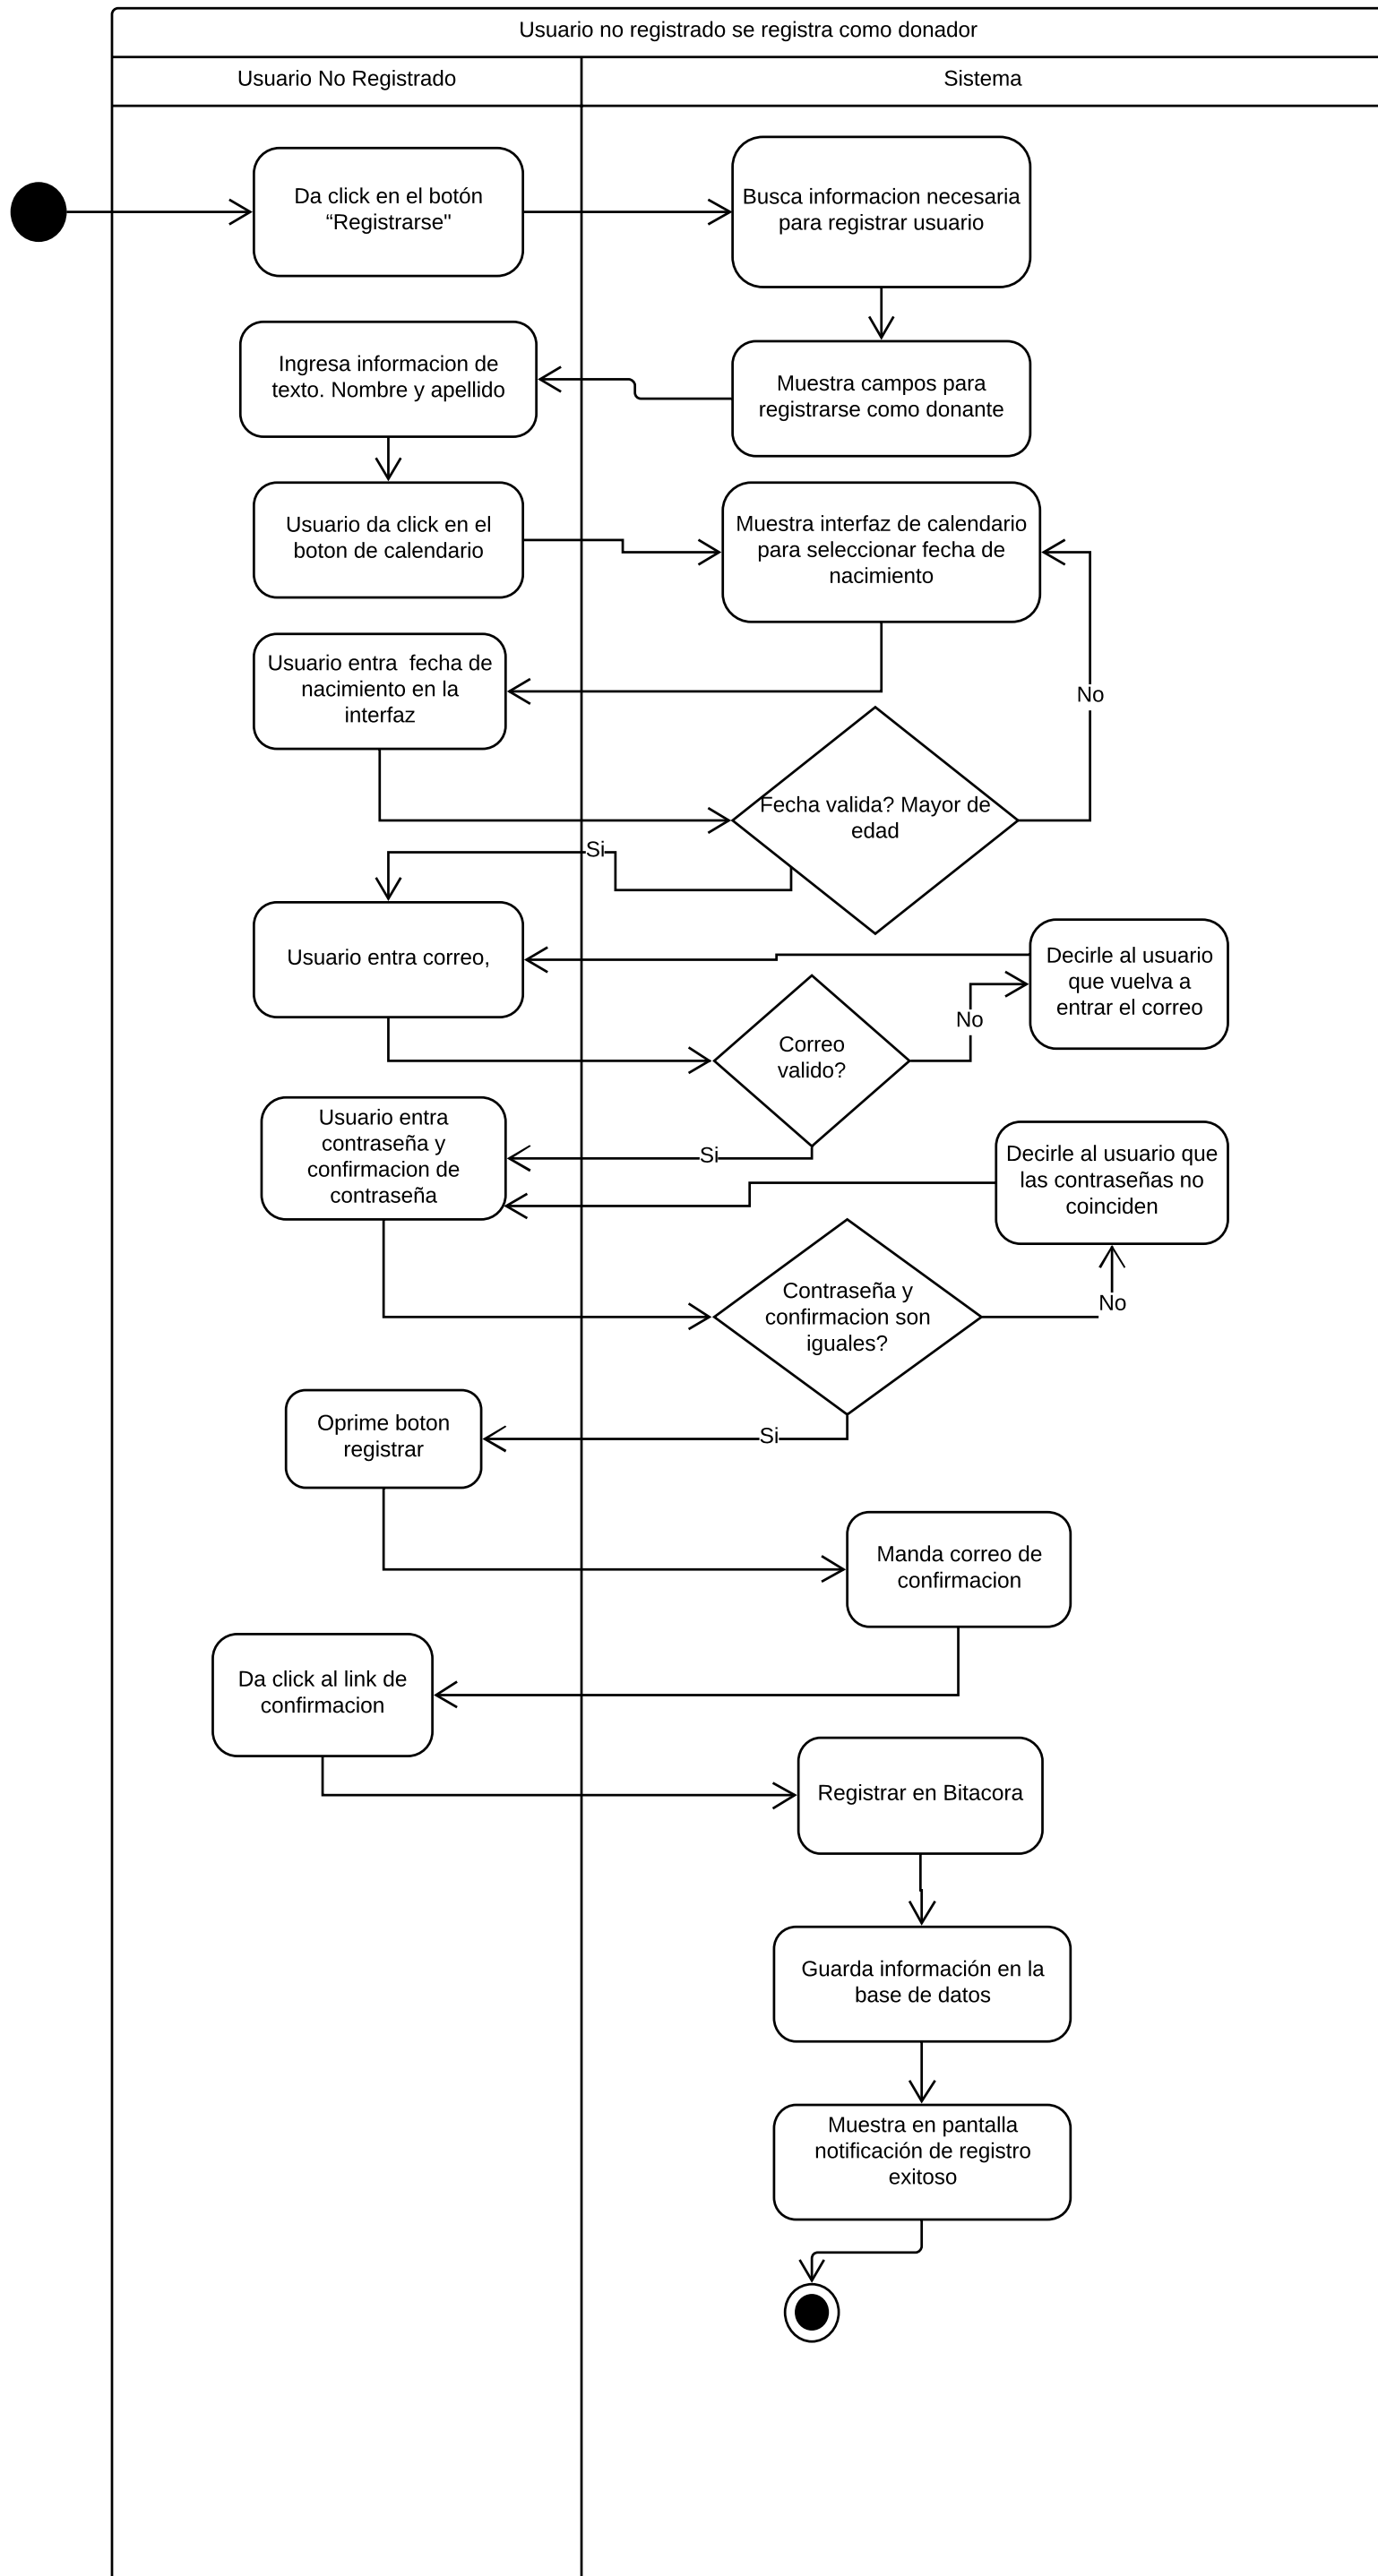 Usuario no registrado se registra como donador
Usuario No Registrado
Sistema
Da click en el botón
“Registrarse"
Busca informacion necesaria
para registrar usuario
Ingresa informacion de
texto. Nombre y apellido
Muestra campos para
registrarse como donante
Usuario da click en el
boton de calendario
Muestra interfaz de calendario
para seleccionar fecha de
nacimiento
Usuario entra  fecha de
nacimiento en la
interfaz
No
Fecha valida? Mayor de
edad
Si
Usuario entra correo,
Decirle al usuario
que vuelva a
entrar el correo
No
Correo
valido?
Usuario entra
contraseña y
confirmacion de
contraseña
Si
Decirle al usuario que
las contraseñas no
coinciden
Contraseña y
confirmacion son
iguales?
No
Oprime boton
registrar
Si
Manda correo de
confirmacion
Da click al link de
confirmacion
Registrar en Bitacora
Guarda información en la
base de datos
Muestra en pantalla
notificación de registro
exitoso